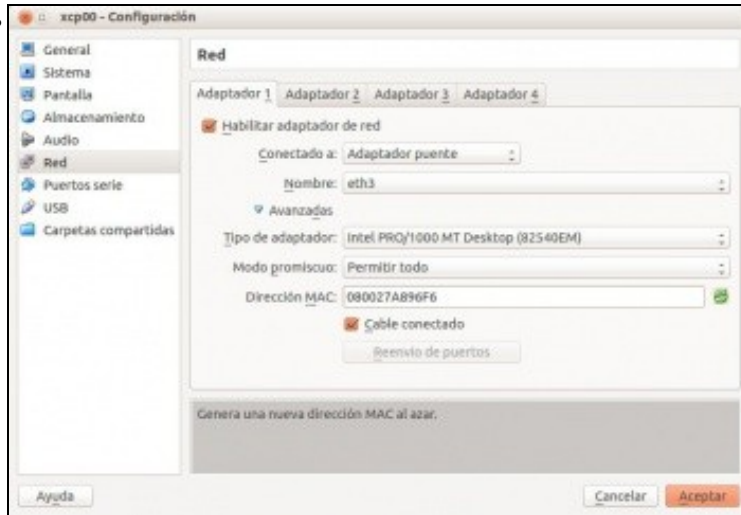 xcp00 - Configuración
General
Sistema
Pantalla
Almacenamiento
Audio
Red
Puertos serie
USB
Carpetas compartidas
Red
Adaptador 1 Adaptador 2 Adaptador 3 Adaptador 4
Habilitar adaptador de red
Conectado a: Adaptador puente
Nombre: eth3
Avanzadas
Tipo de adaptador: Intel PRO/1000 MT Desktop (82540EM)
Modo promiscuo: Permitir todo
Dirección MAC: 080027A896F6
Cable conectado
Reenvío de puertos
Genera una nueva dirección MAC al azar.
Ayuda Cancelar Aceptar